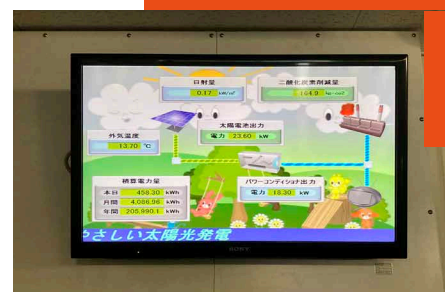 日射量
0.17 kW/m²
二酸化炭素削減量
164.9 kg-CO2
太陽電池出力
電力 23.60 kW
外気温度
13.70 ℃
積算電力量
本日 458.30 kWh
月間 4,086.96 kWh
年間 205,990.1 kWh
パワーコンディショナ出力
電力 18.30 kW
やさしい太陽光発電
SONY